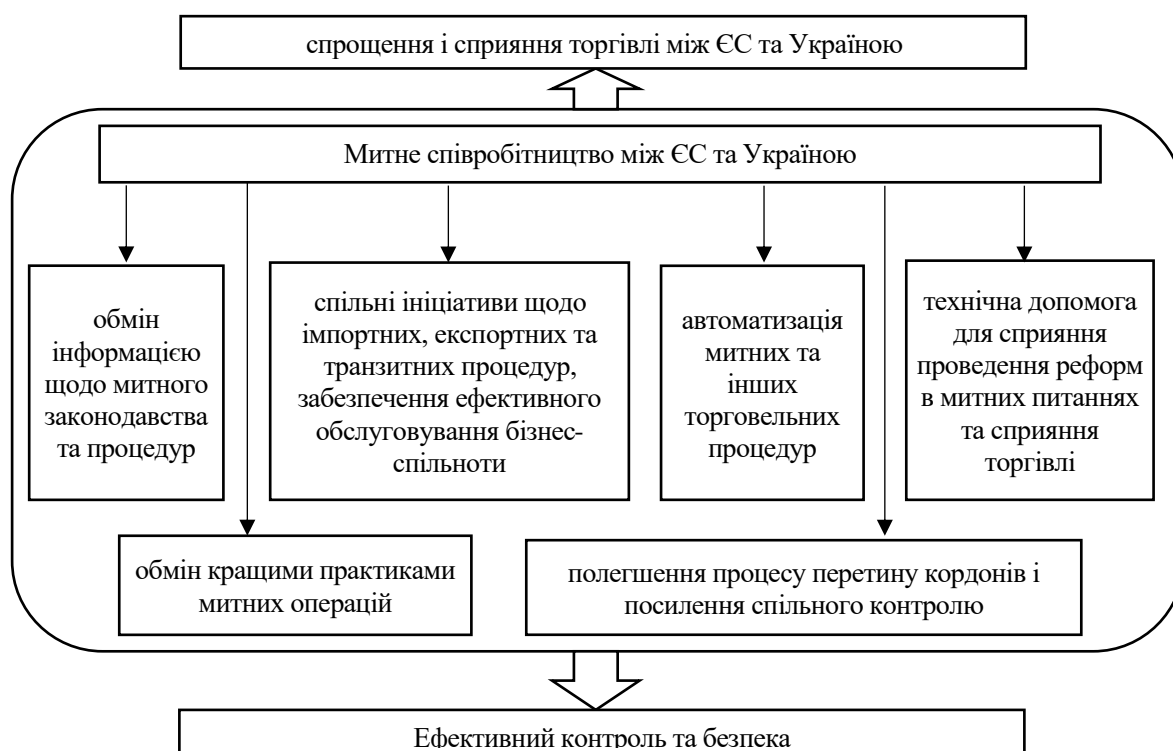 спрощення і сприяння торгівлі між ЄС та Україною
Митне співробітництво між ЄС та Україною
обмін
інформацією
щодо митного
законодавства
та процедур
спільні ініціативи щодо
імпортних, експортних та
транзитних процедур,
забезпечення ефективного
обслуговування бізнес-
спільноти
автоматизація
митних та
інших
торговельних
процедур
технічна допомога
для сприяння
проведення реформ
в митних питаннях
та сприяння
торгівлі
обмін кращими практиками
митних операцій
полегшення процесу перетину кордонів і
посилення спільного контролю
Ефективний контроль та безпека